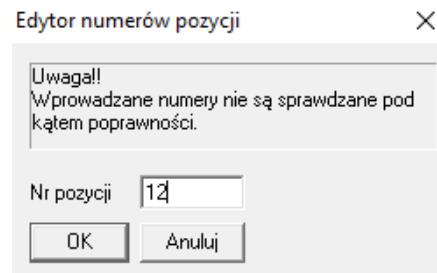 Edytor numerów pozycji
Uwaga!!
Wprowadzane numery nie są sprawdzane pod
kątem poprawności.
Nr pozycji 12
OK Anuluj